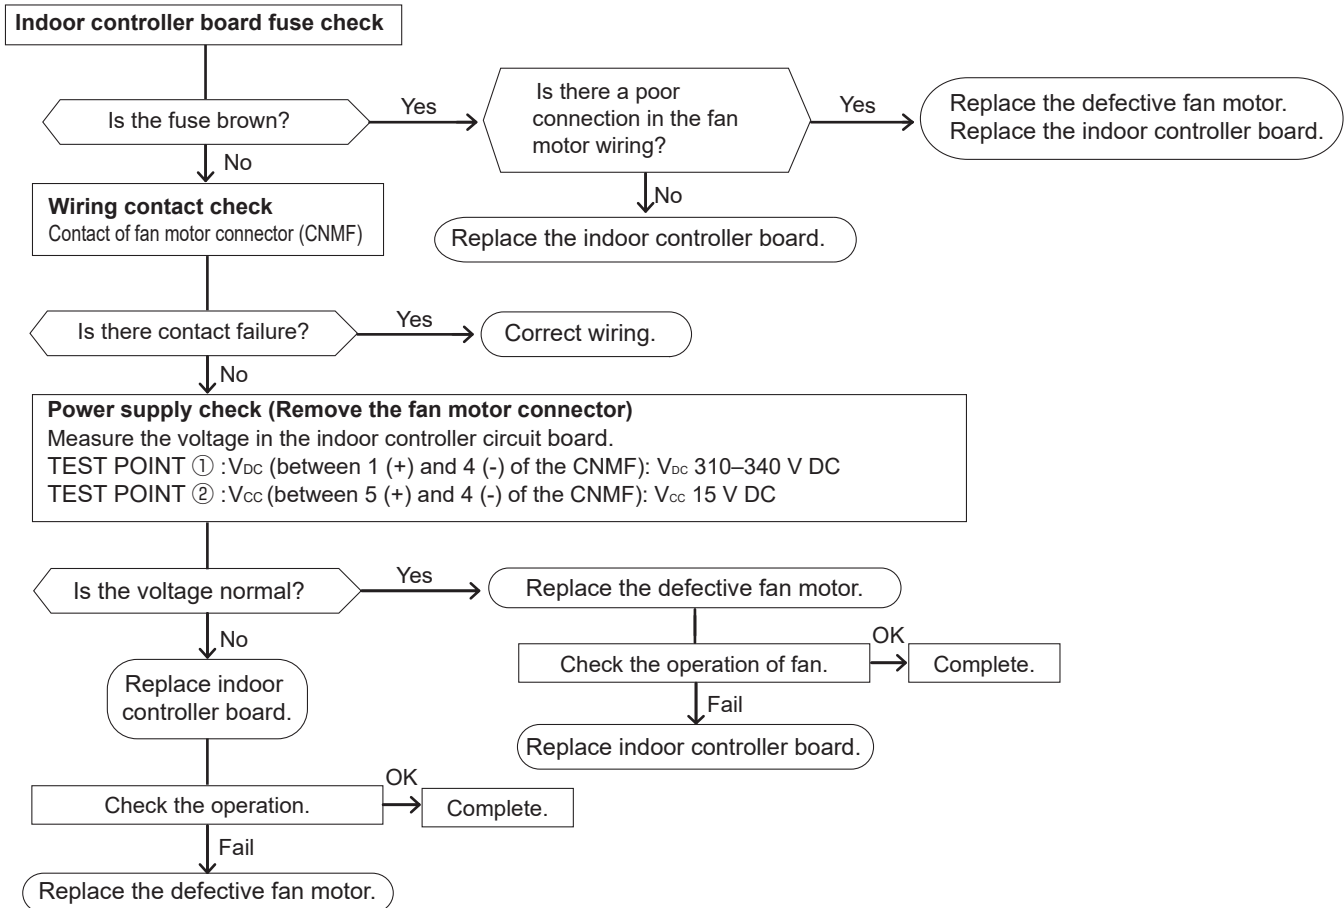 Indoor controller board fuse check
Is the fuse brown?
Yes
Is there a poor
connection in the fan
motor wiring?
Yes
Replace the defective fan motor.
Replace the indoor controller board.
No
No
Replace the indoor controller board.
Wiring contact check
Contact of fan motor connector (CNMF)
Is there contact failure?
Yes
Correct wiring.
No
Power supply check (Remove the fan motor connector)
Measure the voltage in the indoor controller circuit board.
TEST POINT ① : VDC (between 1 (+) and 4 (-) of the CNMF): VDC 310–340 V DC
TEST POINT ② : VCC (between 5 (+) and 4 (-) of the CNMF): Vcc 15 V DC
Is the voltage normal?
Yes
Replace the defective fan motor.
No
Check the operation of fan.
OK
Complete.
Fail
Replace indoor controller board.
Replace indoor
controller board.
Check the operation.
OK
Complete.
Fail
Replace the defective fan motor.